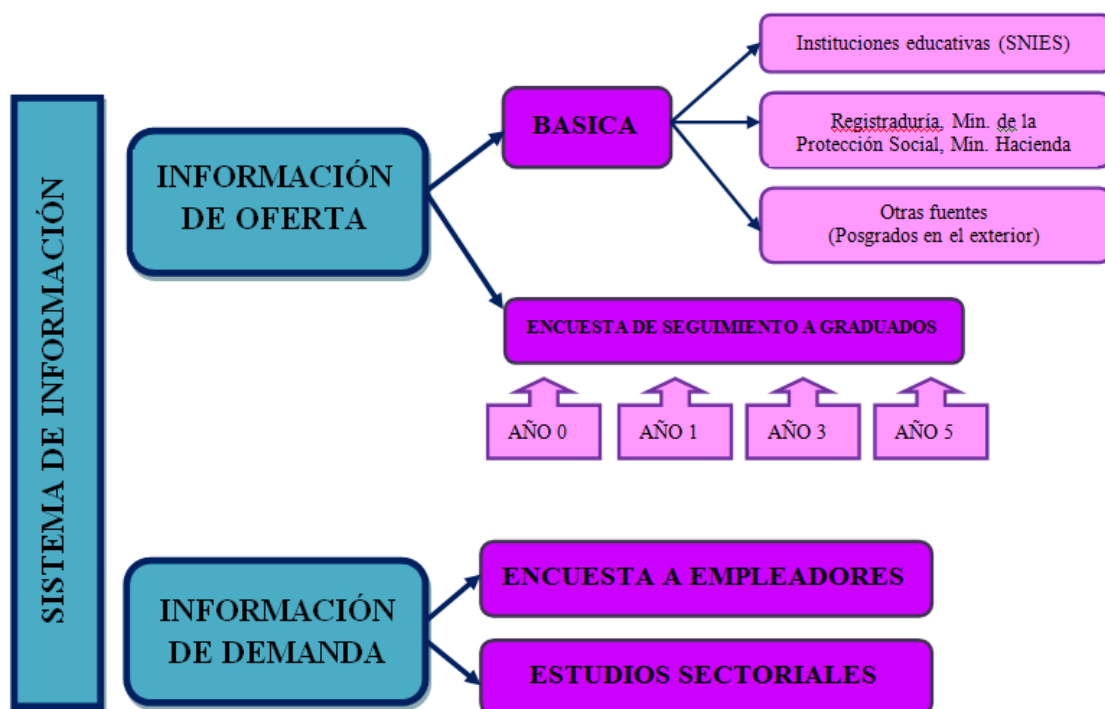 SISTEMA DE INFORMACIÓN
INFORMACIÓN
DE OFERTA
BASICA
Instituciones educativas (SNIES)
Registraduría, Min. de la
Protección Social, Min. Hacienda
Otras fuentes
(Posgrados en el exterior)
ENCUESTA DE SEGUIMIENTO A GRADUADOS
AÑO 0
AÑO 1
AÑO 3
AÑO 5
INFORMACIÓN
DE DEMANDA
ENCUESTA A EMPLEADORES
ESTUDIOS SECTORIALES